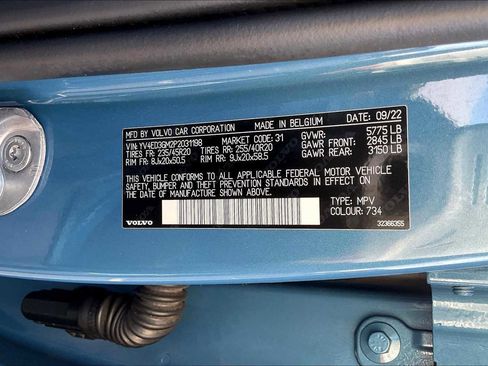 MFD BY VOLVO CAR CORPORATION MADE IN BELGIUM DATE: 09/22
VIN: YV4ED3GM2P2031198 MARKET CODE: 31 GVWR: 5775 LB
TIRES FR: 235/45R20 TIRES RR: 255/40R20 GAWR FRONT: 2845 LB
RIM FR: 8Jx20x50.5 RIM RR: 9Jx20x58.5 GAWR REAR: 3150 LB
THIS VEHICLE CONFORMS TO ALL APPLICABLE FEDERAL MOTOR VEHICLE
SAFETY, BUMPER AND THEFT PREVENTION STANDARDS IN EFFECT ON
THE DATE OF MANUFACTURE SHOWN ABOVE.
TYPE: MPV
COLOUR: 734
VOLVO 32366355